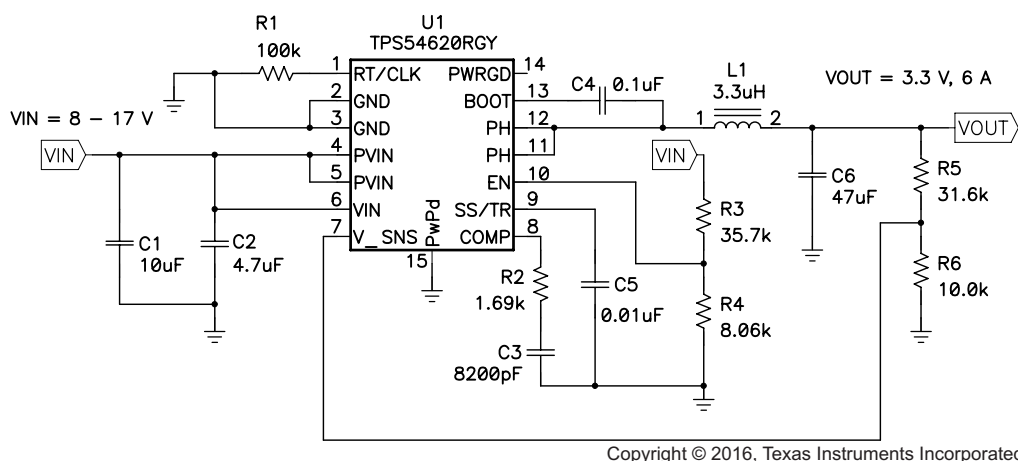 U1
TPS54620RGY
R1
100k
1 RT/CLK PWRGD 14
2 GND BOOT 13
3 GND PH 12
4 PVIN PH 11
5 PVIN EN 10
6 VIN SS/TR 9
7 V_SNS COMP 8
PwPd
15
VIN = 8 - 17 V
VIN
C1
10uF
C2
4.7uF
C4 0.1uF
L1
3.3uH
1 2
VOUT = 3.3 V, 6 A
VOUT
VIN
R3
35.7k
R4
8.06k
C6
47uF
R5
31.6k
R6
10.0k
R2
1.69k
C3
8200pF
C5
0.01uF
Copyright © 2016, Texas Instruments Incorporated